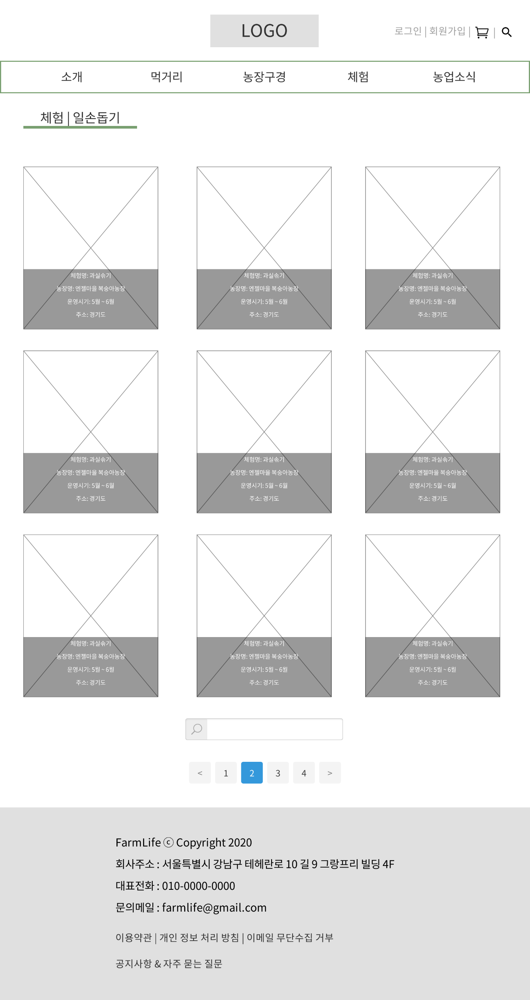 LOGO
로그인 | 회원가입 | |
소개 먹거리 농장구경 체험 농업소식
체험 | 일손돕기
체험명: 과실솎기
농장명: 엔젤마을 복숭아농장
운영시기: 5월 ~ 6월
주소: 경기도
체험명: 과실솎기
농장명: 엔젤마을 복숭아농장
운영시기: 5월 ~ 6월
주소: 경기도
체험명: 과실솎기
농장명: 엔젤마을 복숭아농장
운영시기: 5월 ~ 6월
주소: 경기도
체험명: 과실솎기
농장명: 엔젤마을 복숭아농장
운영시기: 5월 ~ 6월
주소: 경기도
체험명: 과실솎기
농장명: 엔젤마을 복숭아농장
운영시기: 5월 ~ 6월
주소: 경기도
체험명: 과실솎기
농장명: 엔젤마을 복숭아농장
운영시기: 5월 ~ 6월
주소: 경기도
체험명: 과실솎기
농장명: 엔젤마을 복숭아농장
운영시기: 5월 ~ 6월
주소: 경기도
체험명: 과실솎기
농장명: 엔젤마을 복숭아농장
운영시기: 5월 ~ 6월
주소: 경기도
체험명: 과실솎기
농장명: 엔젤마을 복숭아농장
운영시기: 5월 ~ 6월
주소: 경기도
< 1 2 3 4 >
FarmLife ⓒ Copyright 2020
회사주소 : 서울특별시 강남구 테헤란로 10 길 9 그랑프리 빌딩 4F
대표전화 : 010-0000-0000
문의메일 : farmlife@gmail.com
이용약관 | 개인 정보 처리 방침 | 이메일 무단수집 거부
공지사항 & 자주 묻는 질문